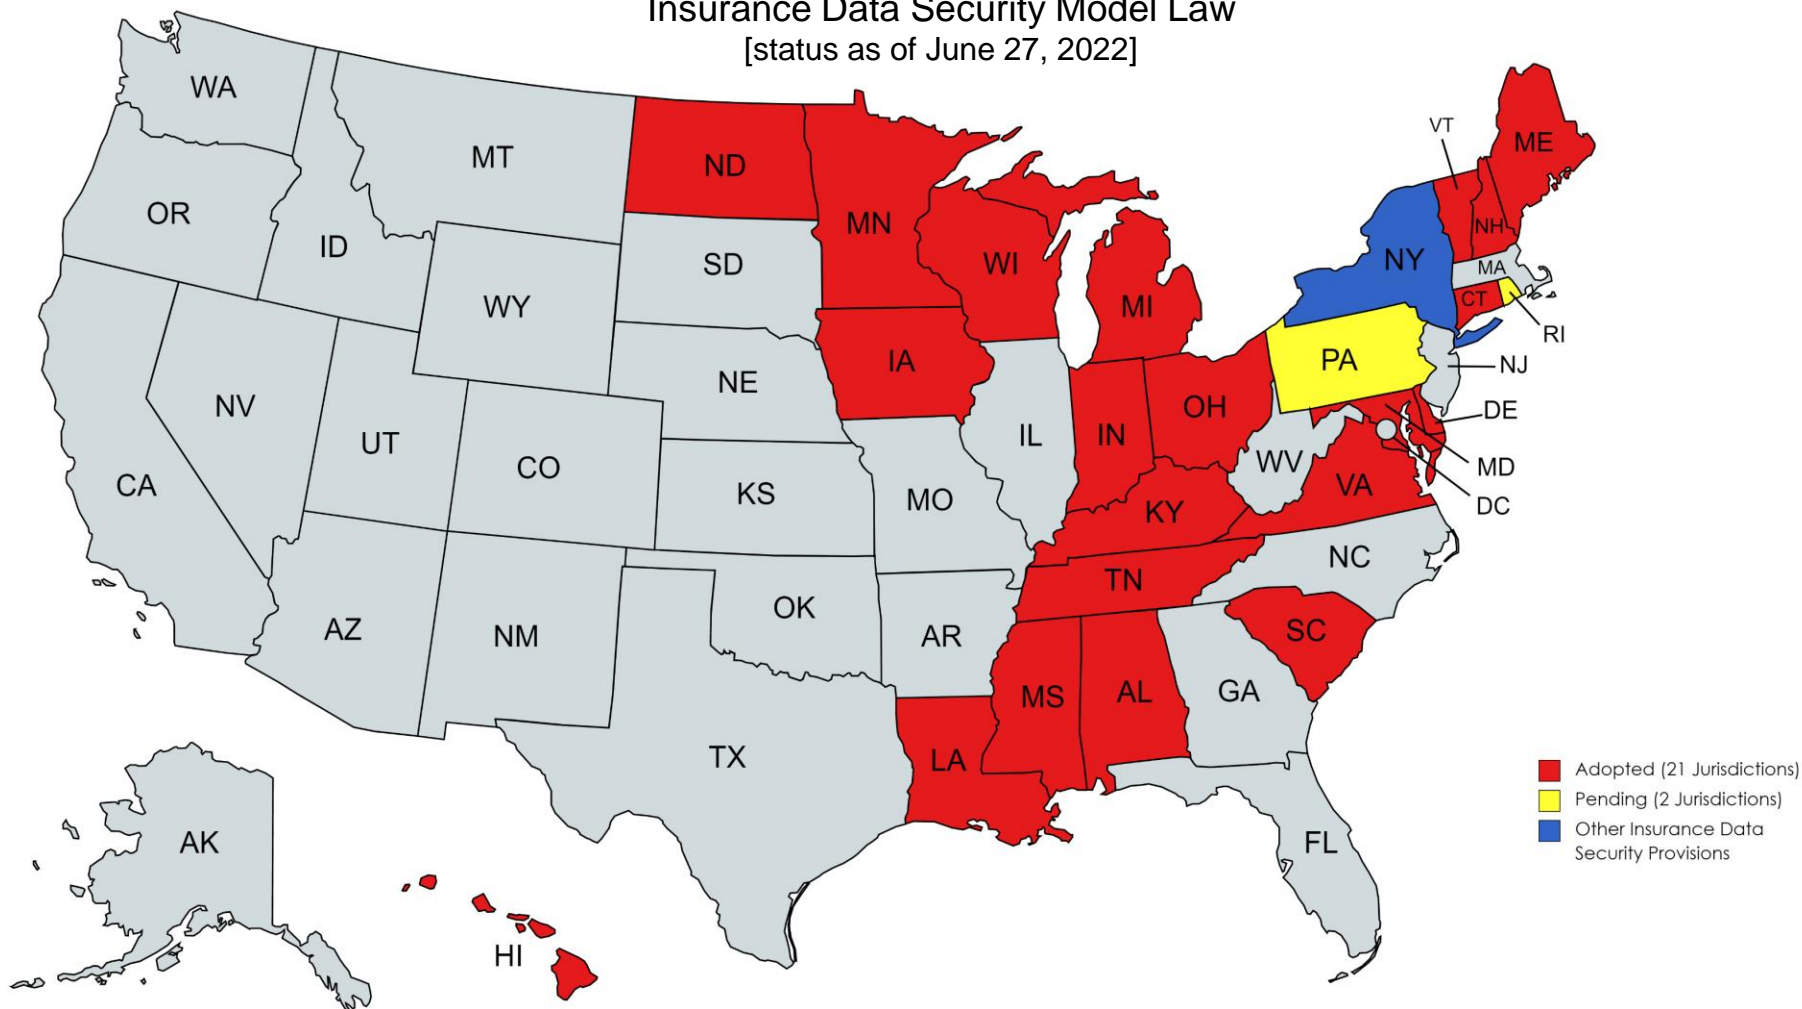 Insurance Data Security Model Law
[status as of June 27, 2022]
WA
MT
ND
MN
VT
ME
OR
ID
SD
WI
NH
NY
MA
WY
MI
CT
RI
IA
PA
NJ
NE
NV
UT
CO
IL
IN
OH
DE
CA
KS
MO
WV
VA
MD
DC
KY
NC
TN
AZ
NM
OK
AR
SC
MS
AL
GA
TX
LA
AK
HI
FL
Adopted (21 Jurisdictions)
Pending (2 Jurisdictions)
Other Insurance Data
Security Provisions